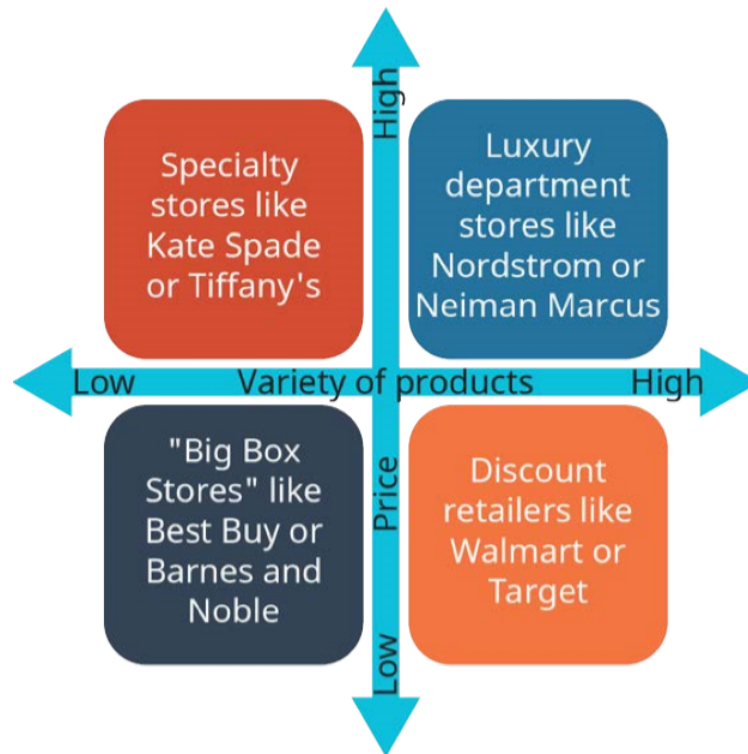 High
Specialty
stores like
Kate Spade
or Tiffany's
Luxury
department
stores like
Nordstrom or
Neiman Marcus
Low
Variety of products
High
"Big Box
Stores" like
Best Buy or
Barnes and
Noble
Price
Discount
retailers like
Walmart or
Target
Low